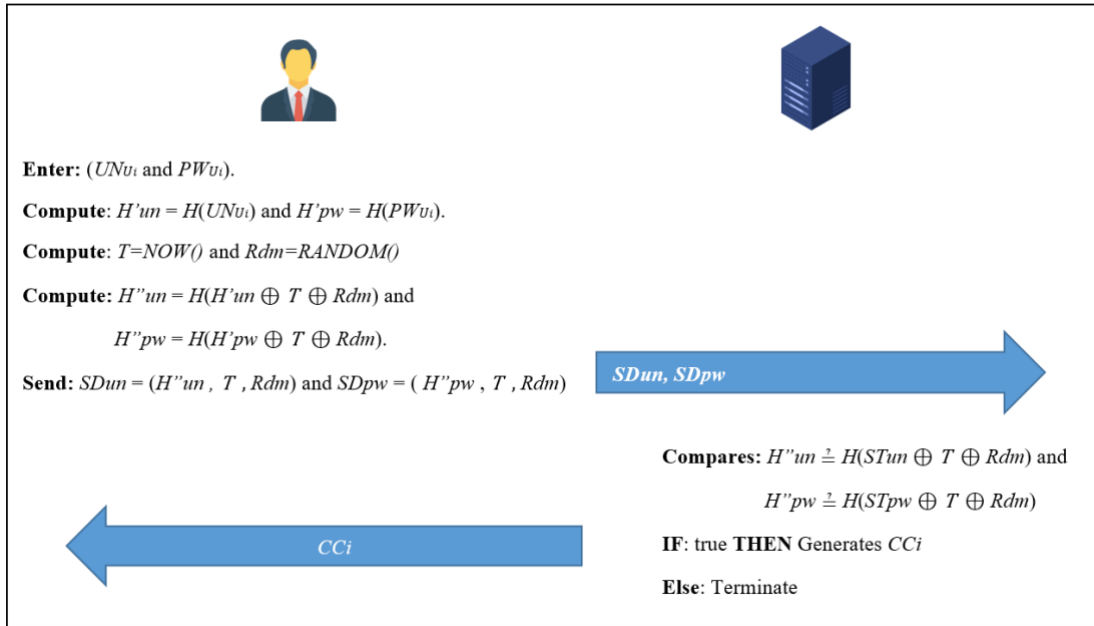 Enter: (UNUi and PWUi).
Compute: H’un = H(UNUi) and H’pw = H(PWUi).
Compute: T=NOW() and Rdm=RANDOM()
Compute: H”un = H(H’un ⊕ T ⊕ Rdm) and
H”pw = H(H’pw ⊕ T ⊕ Rdm).
Send: SDun = (H”un , T , Rdm) and SDpw = ( H”pw , T , Rdm)
SDun, SDpw
Compares: H”un ≟ H(STun ⊕ T ⊕ Rdm) and
H”pw ≟ H(STpw ⊕ T ⊕ Rdm)
IF: true THEN Generates CCi
Else: Terminate
CCi